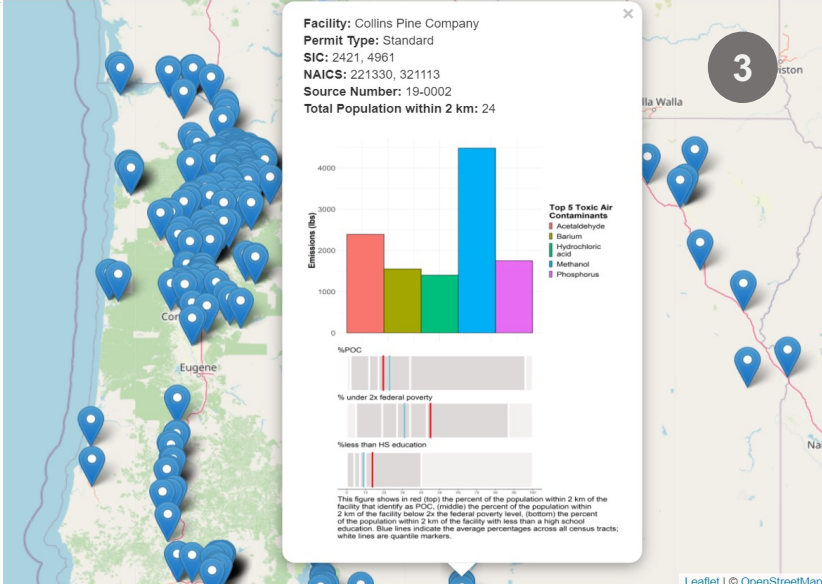 ×
Facility: Collins Pine Company
Permit Type: Standard
SIC: 2421, 4961
NAICS: 221330, 321113
Source Number: 19-0002
Total Population within 2 km: 24
3
iston
lla Walla
4000
3000
2000
1000
0
Emissions (lbs)
Top 5 Toxic Air
Contaminants
Acetaldehyde
Barium
Hydrochloric
acid
Methanol
Phosphorus
Cor
Eugene
%POC
% under 2x federal poverty
%less than HS education
This figure shows in red (top) the percent of the population within 2 km of the
facility that identify as POC, (middle) the percent of the population within
2 km of the facility below 2x the federal poverty level, (bottom) the percent
of the population within 2 km of the facility with less than a high school
education. Blue lines indicate the average percentages across all census tracts;
white lines are quantile markers.
Na
Leaflet | © OpenStreetMap